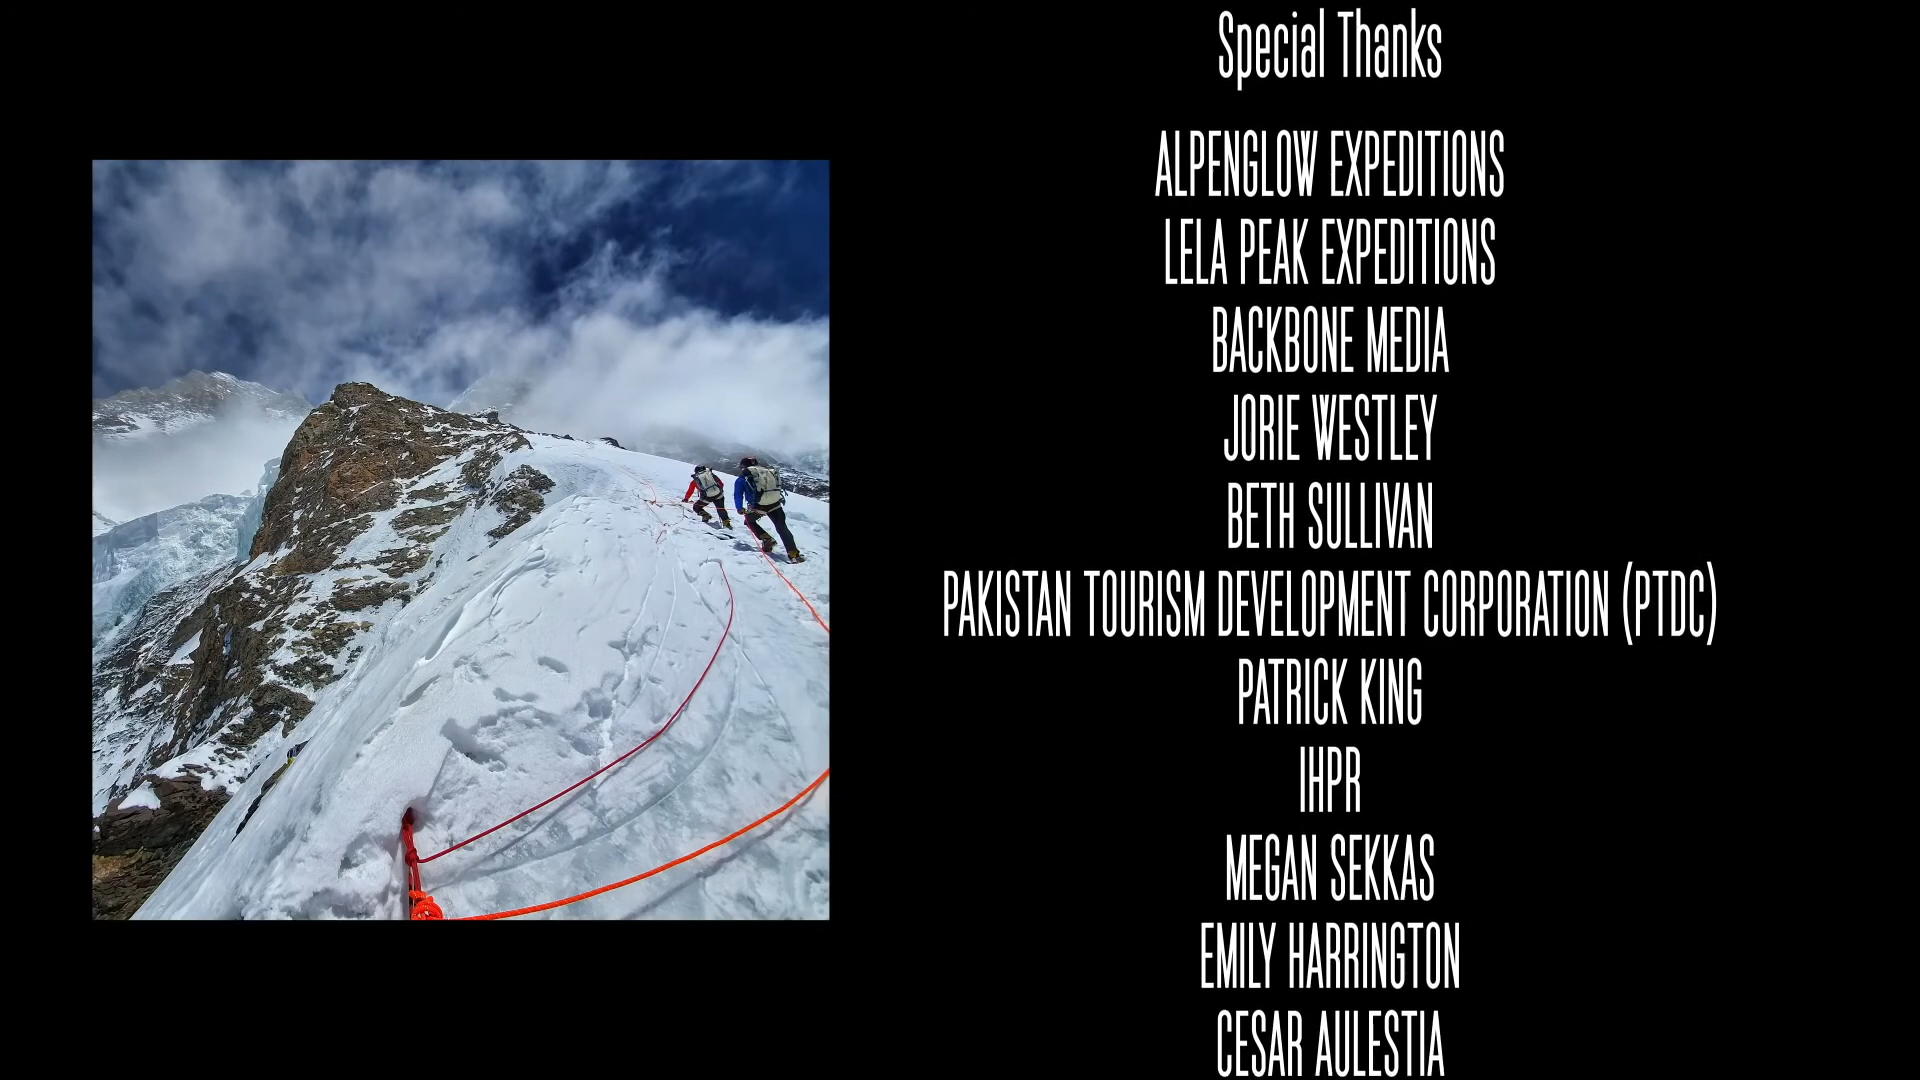 Special Thanks
ALPENGLOW EXPEDITIONS
LELA PEAK EXPEDITIONS
BACKBONE MEDIA
JORIE WESTLEY
BETH SULLIVAN
PAKISTAN TOURISM DEVELOPMENT CORPORATION (PTDC)
PATRICK KING
IHPR
MEGAN SEKKAS
EMILY HARRINGTON
CESAR AULESTIA